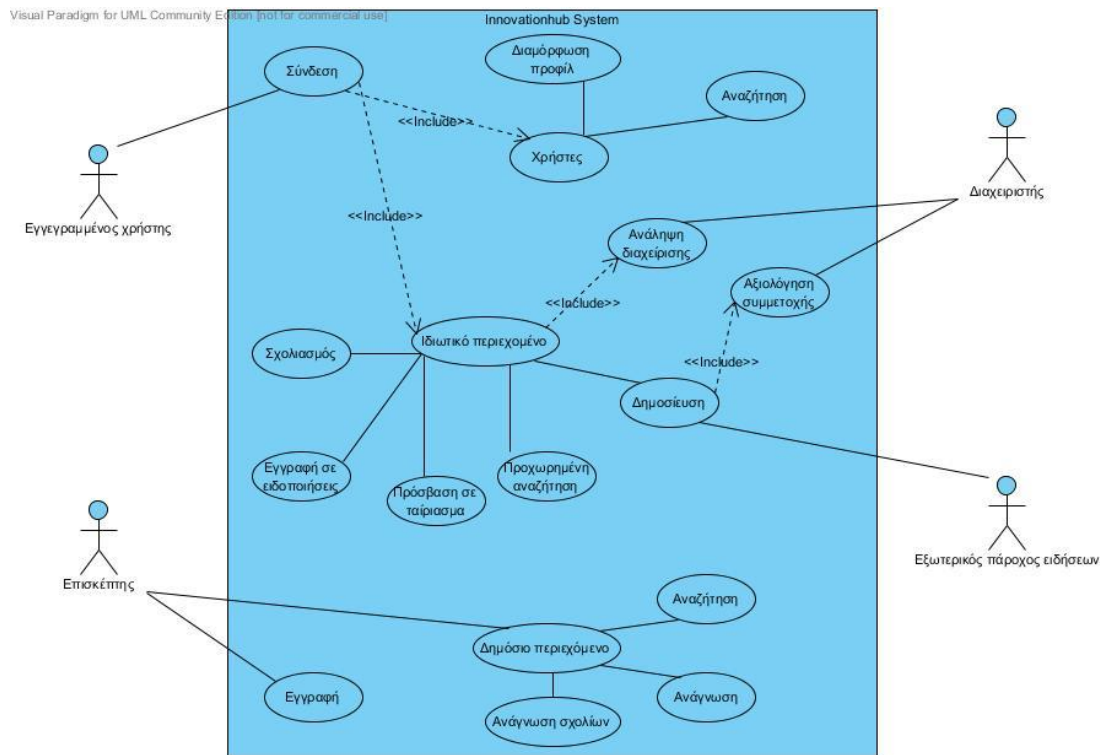 Visual Paradigm for UML Community Edition [not for commercial use]
Innovationhub System
Σύνδεση
Διαμόρφωση
προφίλ
Αναζήτηση
<<Include>>
Χρήστες
Εγγεγραμμένος χρήστης
Διαχειριστής
<<Include>>
Ανάληψη
διαχείρισης
Αξιολόγηση
συμμετοχής
<<Include>>
Ιδιωτικό περιεχομένο
Σχολιασμός
<<Include>>
Δημοσίευση
Εγγραφή σε
ειδοποιήσεις
Πρόσβαση σε
ταίριασμα
Προχωρημένη
αναζήτηση
Εξωτερικός πάροχος ειδήσεων
Επισκέπτης
Αναζήτηση
Δημόσιο περιεχόμενο
Εγγραφή
Ανάγνωση
Ανάγνωση σχολίων